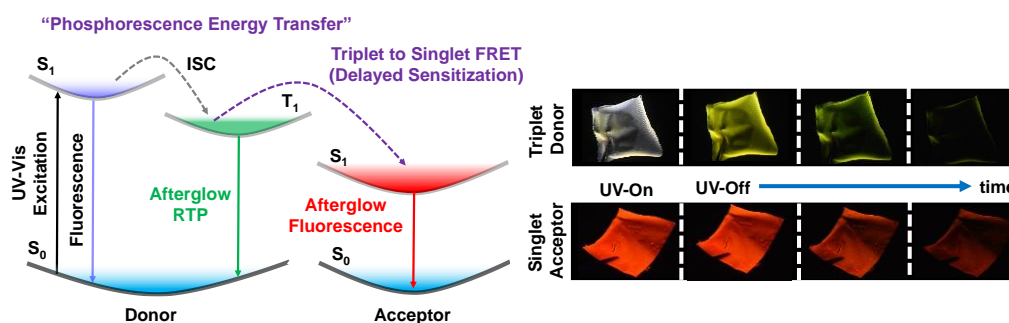 “Phosphorescence Energy Transfer”
S1
ISC
Triplet to Singlet FRET
(Delayed Sensitization)
T1
UV-Vis
Excitation
Fluorescence
Afterglow
RTP
S1
Afterglow
Fluorescence
S0
S0
Donor
Acceptor
Triplet
Donor
UV-On
UV-Off
time
Singlet
Acceptor